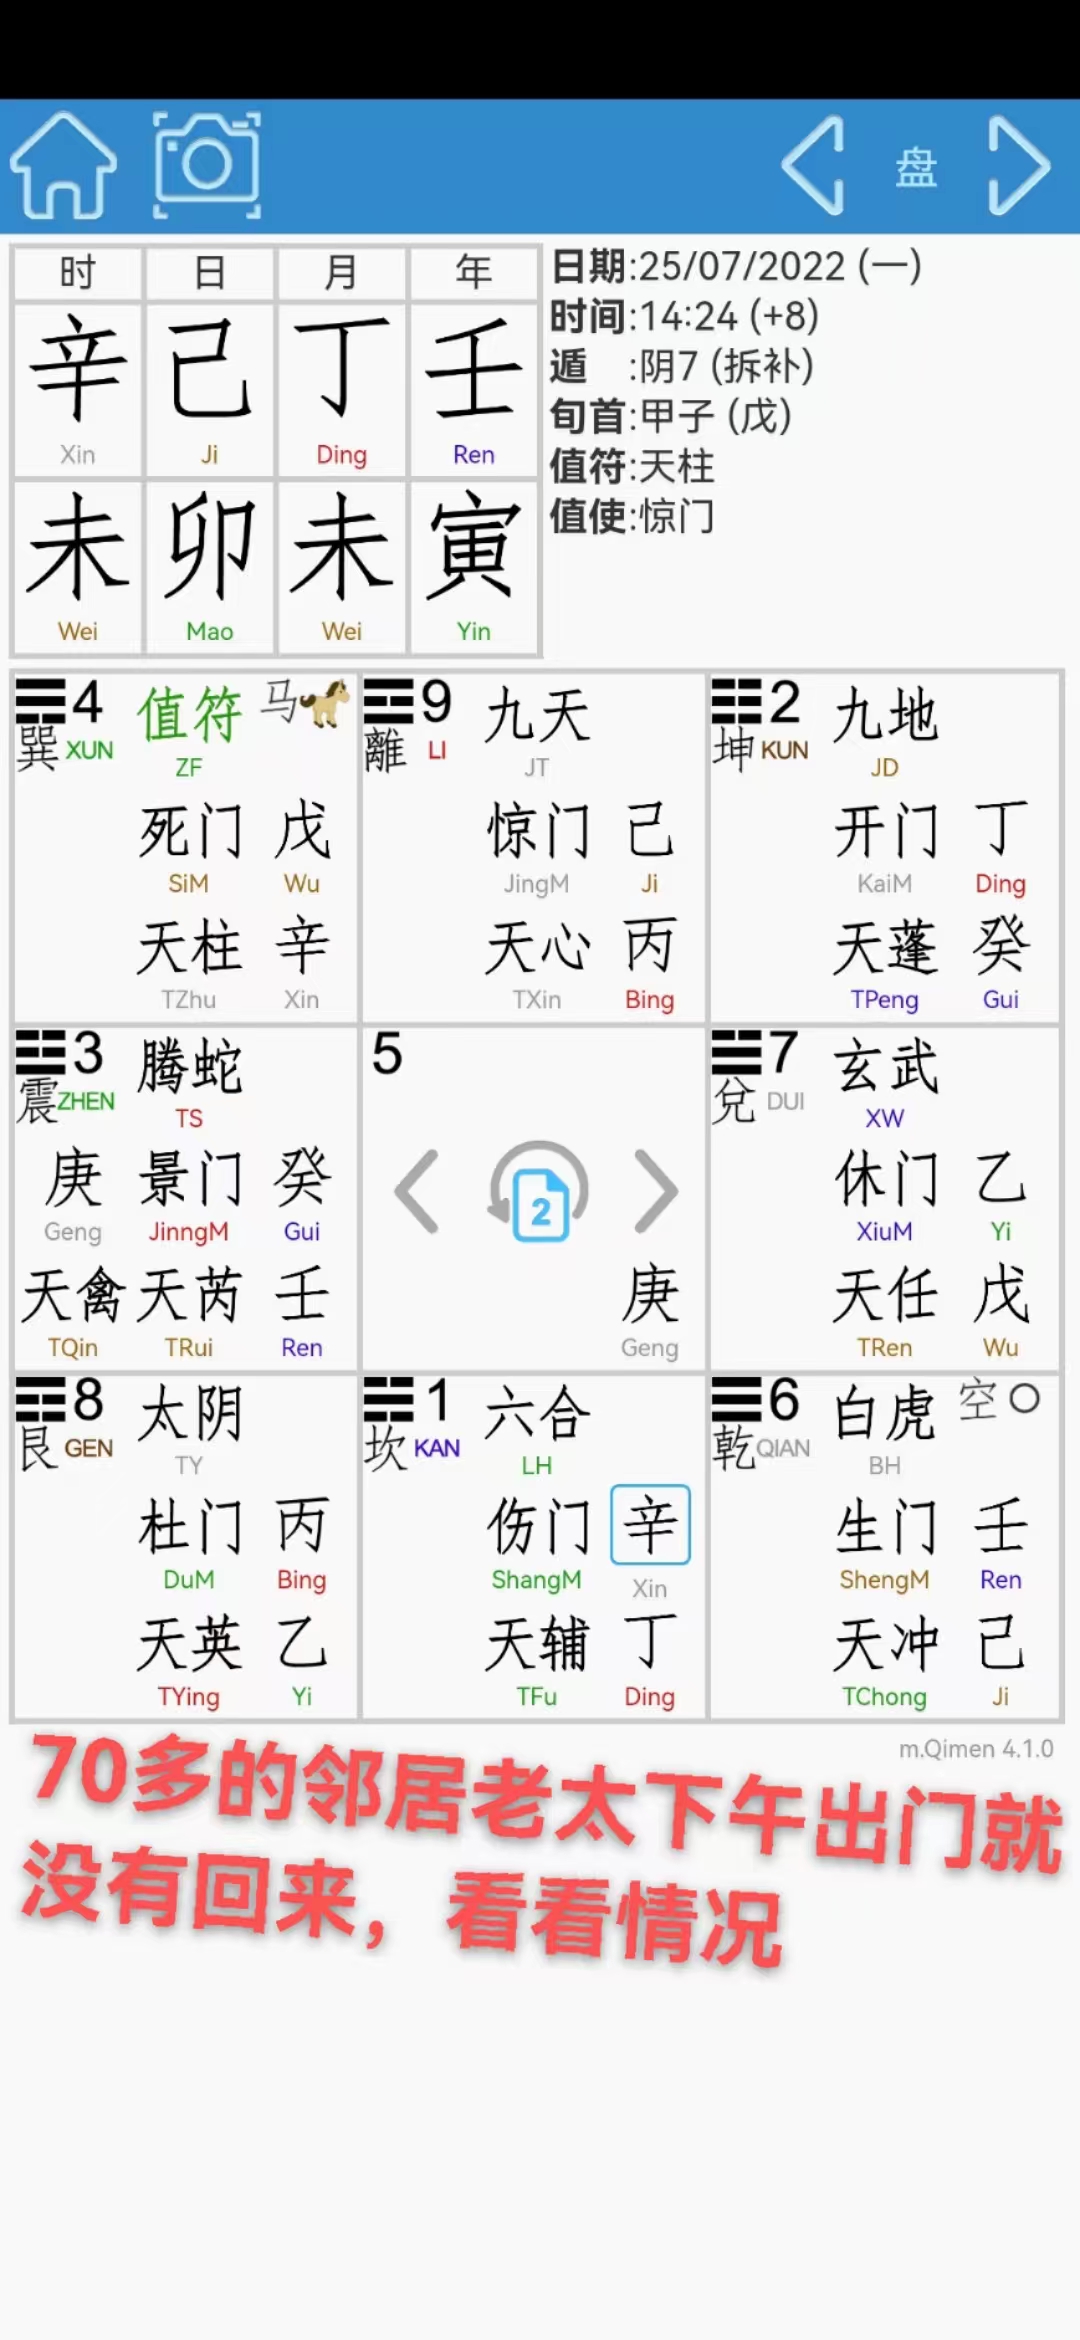 盘
时 日 月 年
辛 己 丁 壬
Xin Ji Ding Ren
未 卯 未 寅
Wei Mao Wei Yin
日期:25/07/2022 (一)
时间:14:24 (+8)
遁 :阴7 (拆补)
旬首:甲子 (戊)
值符:天柱
值使:惊门
4 值符 马 9 九天 2 九地
巽 XUN ZF 離 LI JT 坤 KUN JD
死门 戊 惊门 己 开门 丁
SiM Wu JingM Ji KaiM Ding
天柱 辛 天心 丙 天蓬 癸
TZhu Xin TXin Bing TPeng Gui
3 腾蛇 5 7 玄武
震 ZHEN TS 兌 DUI XW
庚 景门 癸 2 休门 乙
Geng JinngM Gui XiuM Yi
天禽 天芮 壬 庚 天任 戊
TQin TRui Ren Geng TRen Wu
8 太阴 1 六合 6 白虎 空
艮 GEN TY 坎 KAN LH 乾 QIAN BH
杜门 丙 伤门 辛 生门 壬
DuM Bing ShangM Xin ShengM Ren
天英 乙 天辅 丁 天冲 己
TYing Yi TFu Ding TChong Ji
m.Qimen 4.1.0
70多的邻居老太下午出门就
没有回来，看看情况